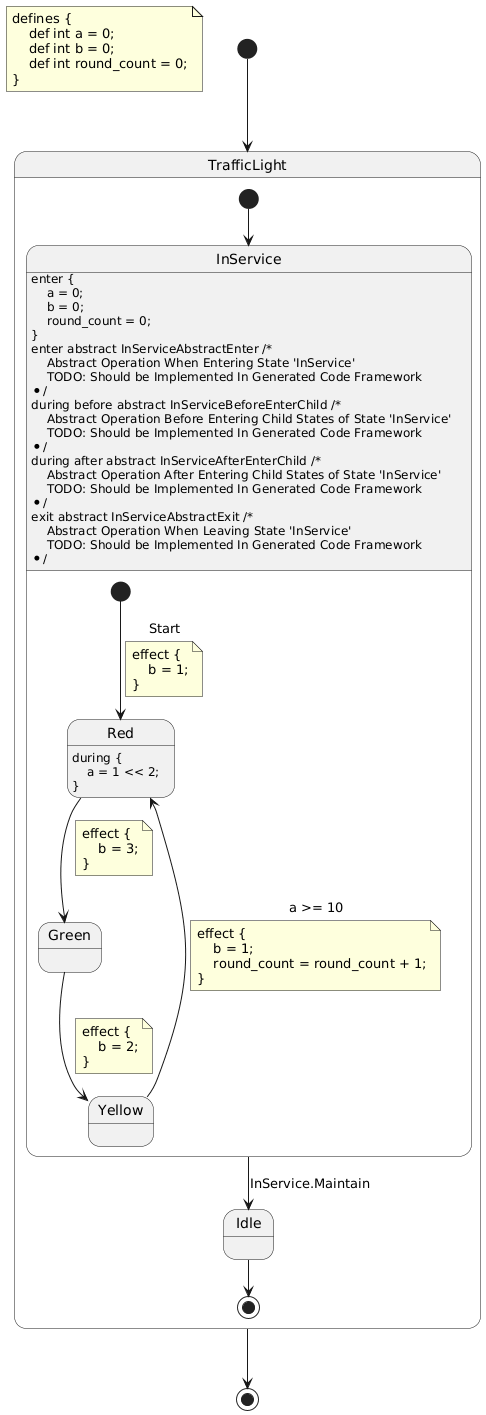 defines {
    def int a = 0;
    def int b = 0;
    def int round_count = 0;
}
TrafficLight
InService
enter {
    a = 0;
    b = 0;
    round_count = 0;
}
enter abstract InServiceAbstractEnter /*
    Abstract Operation When Entering State 'InService'
    TODO: Should be Implemented In Generated Code Framework
• /
during before abstract InServiceBeforeEnterChild /*
    Abstract Operation Before Entering Child States of State 'InService'
    TODO: Should be Implemented In Generated Code Framework
• /
during after abstract InServiceAfterEnterChild /*
    Abstract Operation After Entering Child States of State 'InService'
    TODO: Should be Implemented In Generated Code Framework
• /
exit abstract InServiceAbstractExit /*
    Abstract Operation When Leaving State 'InService'
    TODO: Should be Implemented In Generated Code Framework
• /
Start
effect {
    b = 1;
}
Red
during {
    a = 1 << 2;
}
effect {
    b = 3;
}
a >= 10
effect {
    b = 1;
    round_count = round_count + 1;
}
Green
effect {
    b = 2;
}
Yellow
InService.Maintain
Idle